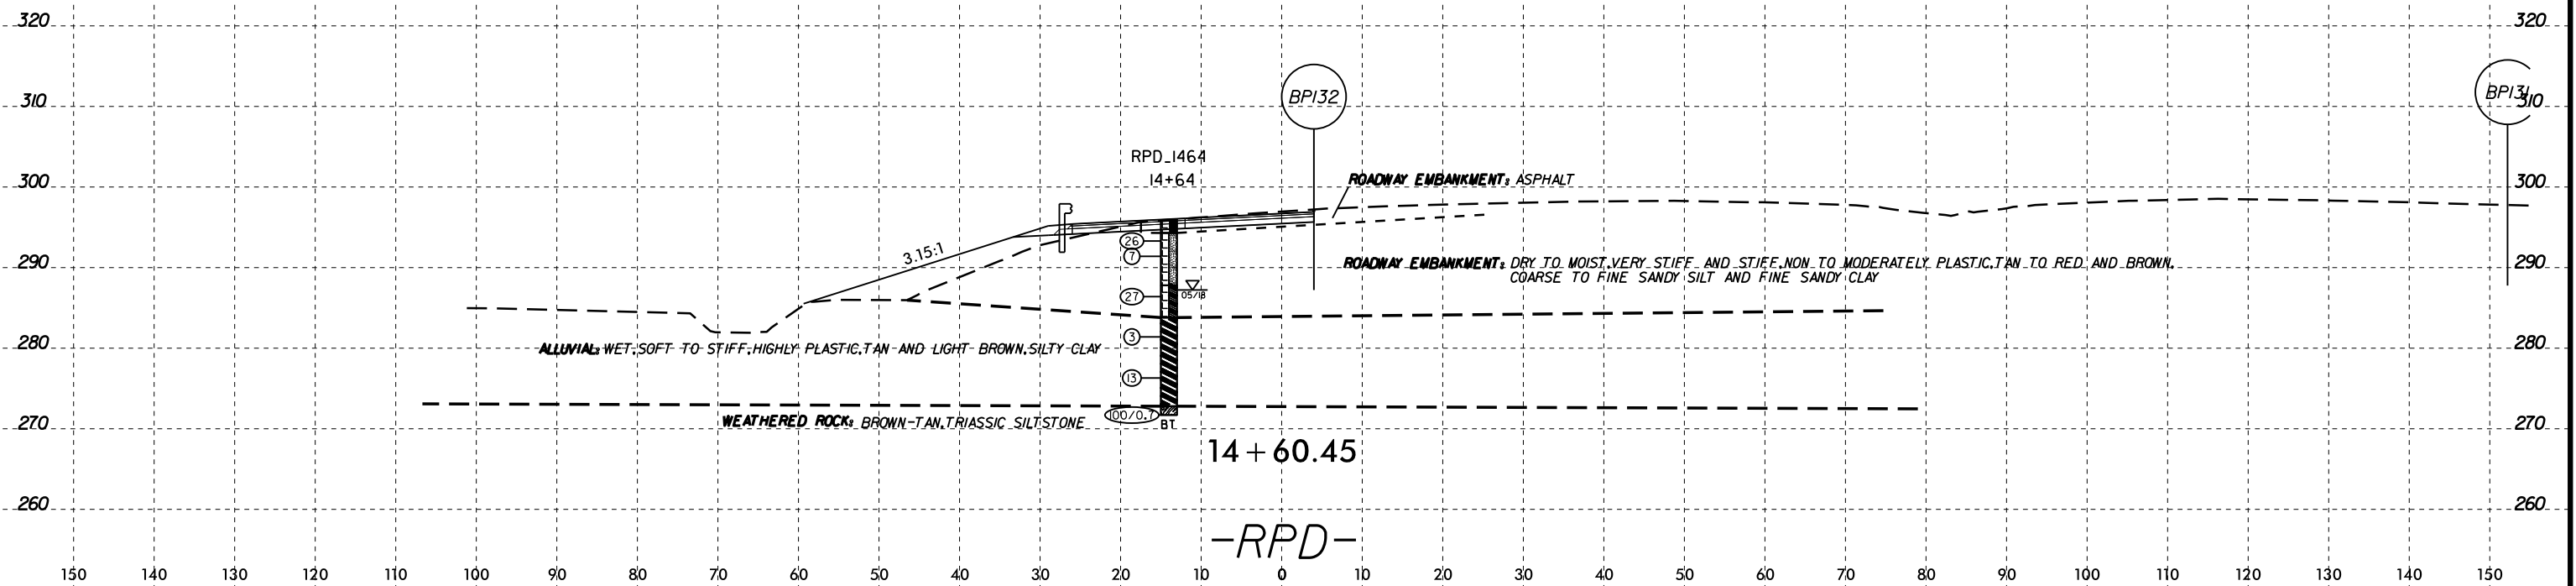 320 320
310 BP132 BP131 310
RPD_1464
300 14+64 ROADWAY EMBANKMENT: ASPHALT 300
3.15:1
26
7
290 ROADWAY EMBANKMENT: DRY TO MOIST,VERY STIFF AND STIFF,NON TO MODERATELY PLASTIC,TAN TO RED AND BROWN, 290
COARSE TO FINE SANDY SILT AND FINE SANDY CLAY
27 05/18
3
280 ALLUVIAL: WET,SOFT TO STIFF,HIGHLY PLASTIC,TAN AND LIGHT BROWN,SILTY CLAY 280
13
100/0.7
270 WEATHERED ROCK: BROWN-TAN,TRIASSIC SILTSTONE BT 270
14+60.45
260 260
-RPD-
150 140 130 120 110 100 90 80 70 60 50 40 30 20 10 0 10 20 30 40 50 60 70 80 90 100 110 120 130 140 150